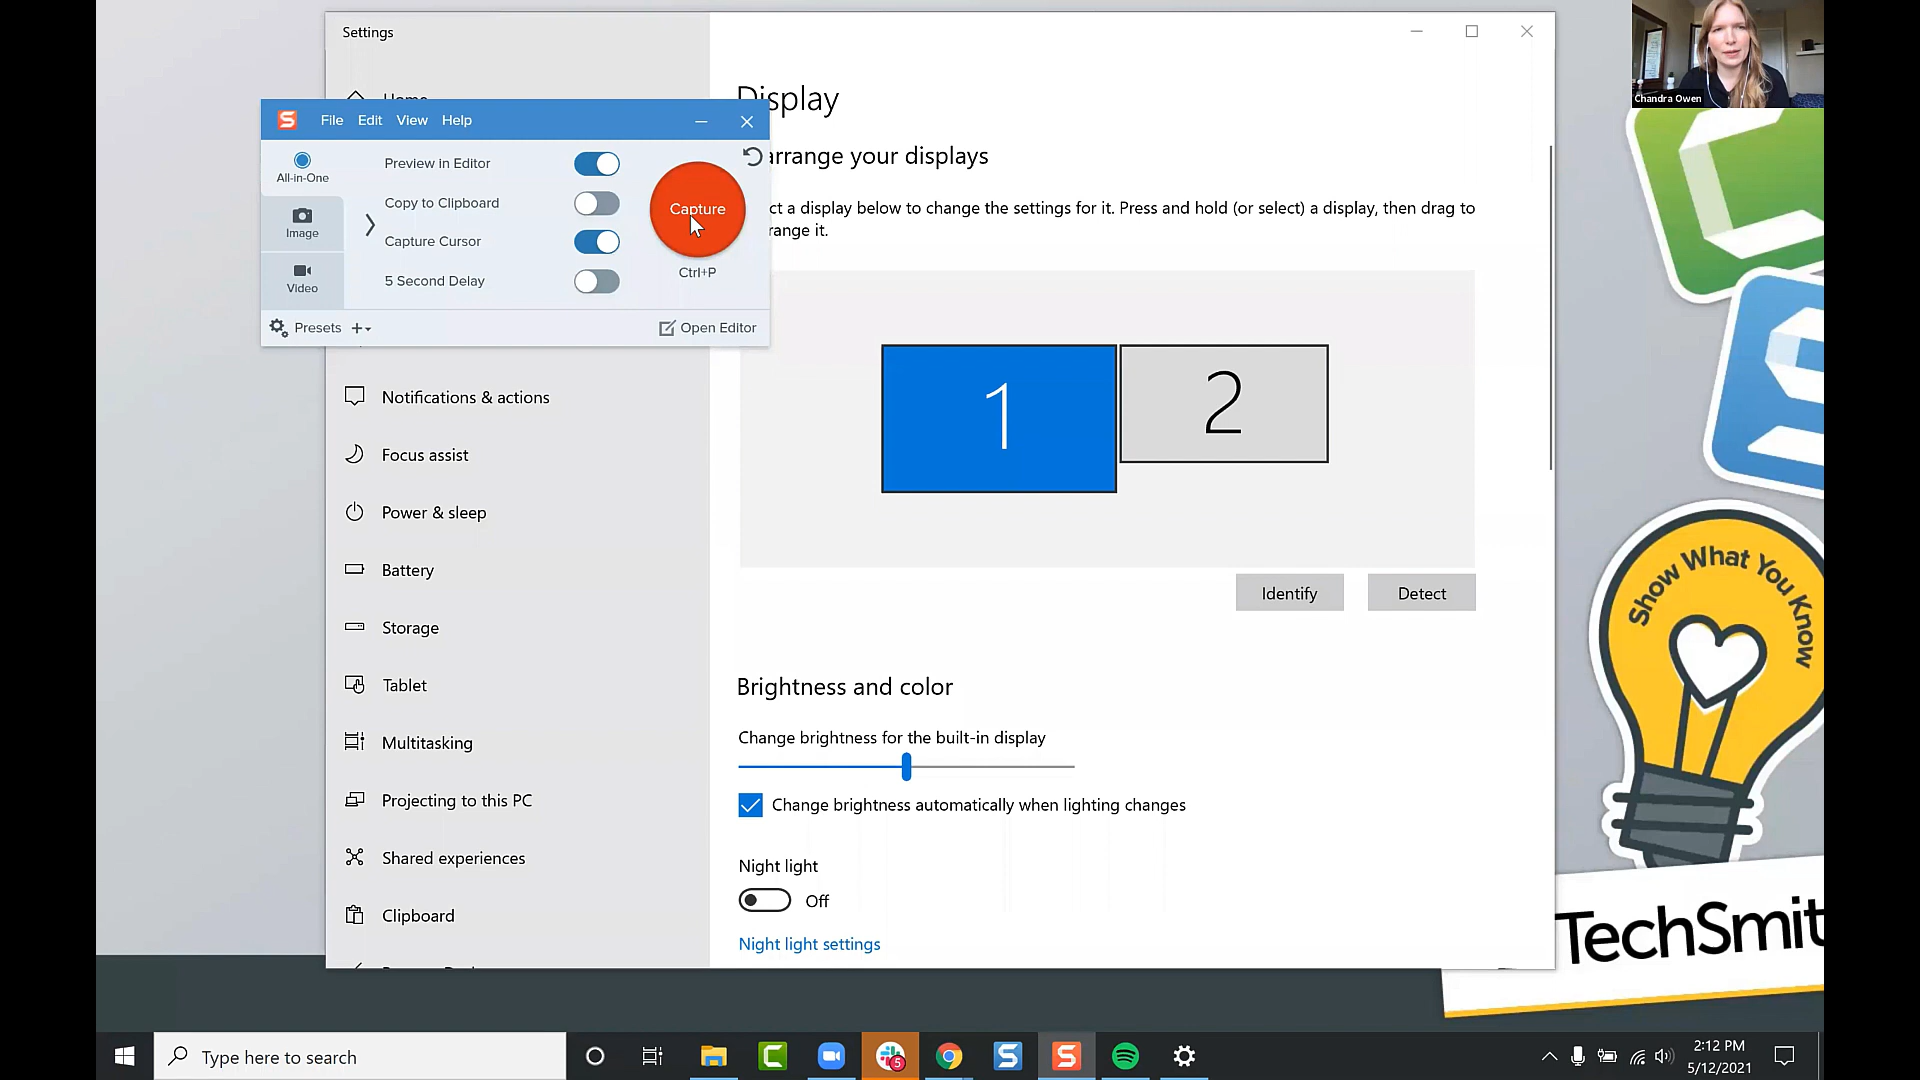 Settings
Display
Chandra Owen
Home
File Edit View Help
arrange your displays
Preview in Editor
All-in-One
Copy to Clipboard
Capture
ct a display below to change the settings for it. Press and hold (or select) a display, then drag to
range it.
Image
Capture Cursor
Ctrl+P
5 Second Delay
Video
Presets
Open Editor
1
2
Notifications & actions
Focus assist
Power & sleep
Battery
Identify
Detect
Show What You Know
Storage
Tablet
Brightness and color
Change brightness for the built-in display
Multitasking
Projecting to this PC
Change brightness automatically when lighting changes
Shared experiences
Night light
Off
Clipboard
Night light settings
TechSmit
Type here to search
5
2:12 PM
5/12/2021